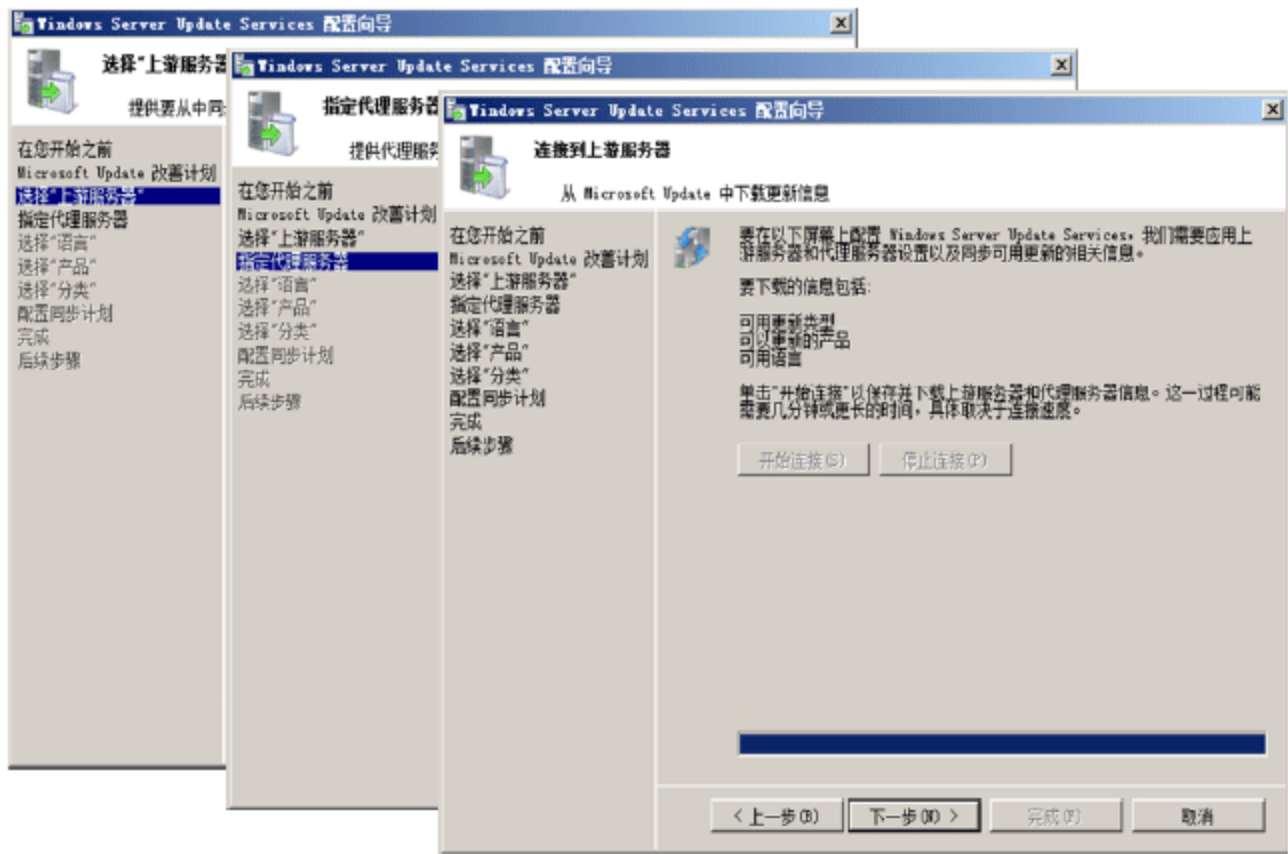 Windows Server Update Services 配置向导
选择"上游服务器
提供要从中同
在您开始之前
Microsoft Update 改善计划
选择"上游服务器"
指定代理服务器
选择"语言"
选择"产品"
选择"分类"
配置同步计划
完成
后续步骤
Windows Server Update Services 配置向导
指定代理服务器
提供代理服务
在您开始之前
Microsoft Update 改善计划
选择"上游服务器"
指定代理服务器
选择"语言"
选择"产品"
选择"分类"
配置同步计划
完成
后续步骤
Windows Server Update Services 配置向导
连接到上游服务器
从 Microsoft Update 中下载更新信息
在您开始之前
Microsoft Update 改善计划
选择"上游服务器"
指定代理服务器
选择"语言"
选择"产品"
选择"分类"
配置同步计划
完成
后续步骤
要在以下屏幕上配置 Windows Server Update Services，我们需要应用上
游服务器和代理服务器设置以及同步可用更新的相关信息。
要下载的信息包括:
可用更新类型
可以更新的产品
可用语言
单击"开始连接"以保存并下载上游服务器和代理服务器信息。这一过程可能
需要几分钟或更长的时间，具体取决于连接速度。
开始连接(S) 停止连接(P)
< 上一步(B) 下一步(N) > 完成(F) 取消